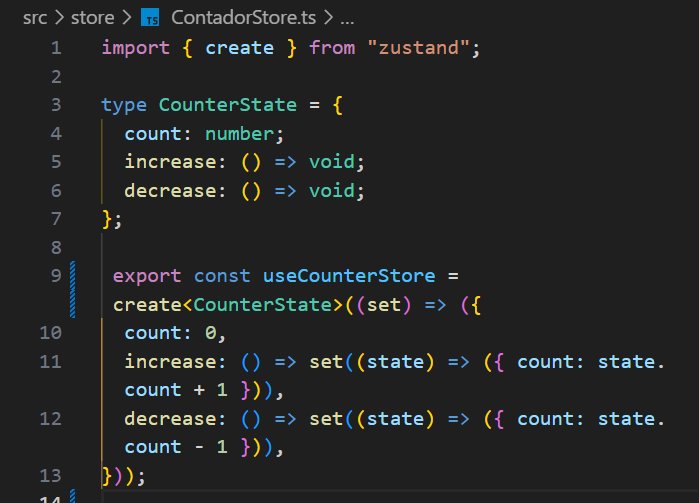 src > store > TS ContadorStore.ts > ...
1 import { create } from "zustand";
2
3 type CounterState = {
4 count: number;
5 increase: () => void;
6 decrease: () => void;
7 };
8
9 export const useCounterStore =
create<CounterState>((set) => ({
10 count: 0,
11 increase: () => set((state) => ({ count: state.
count + 1 })),
12 decrease: () => set((state) => ({ count: state.
count - 1 })),
13 }));
14